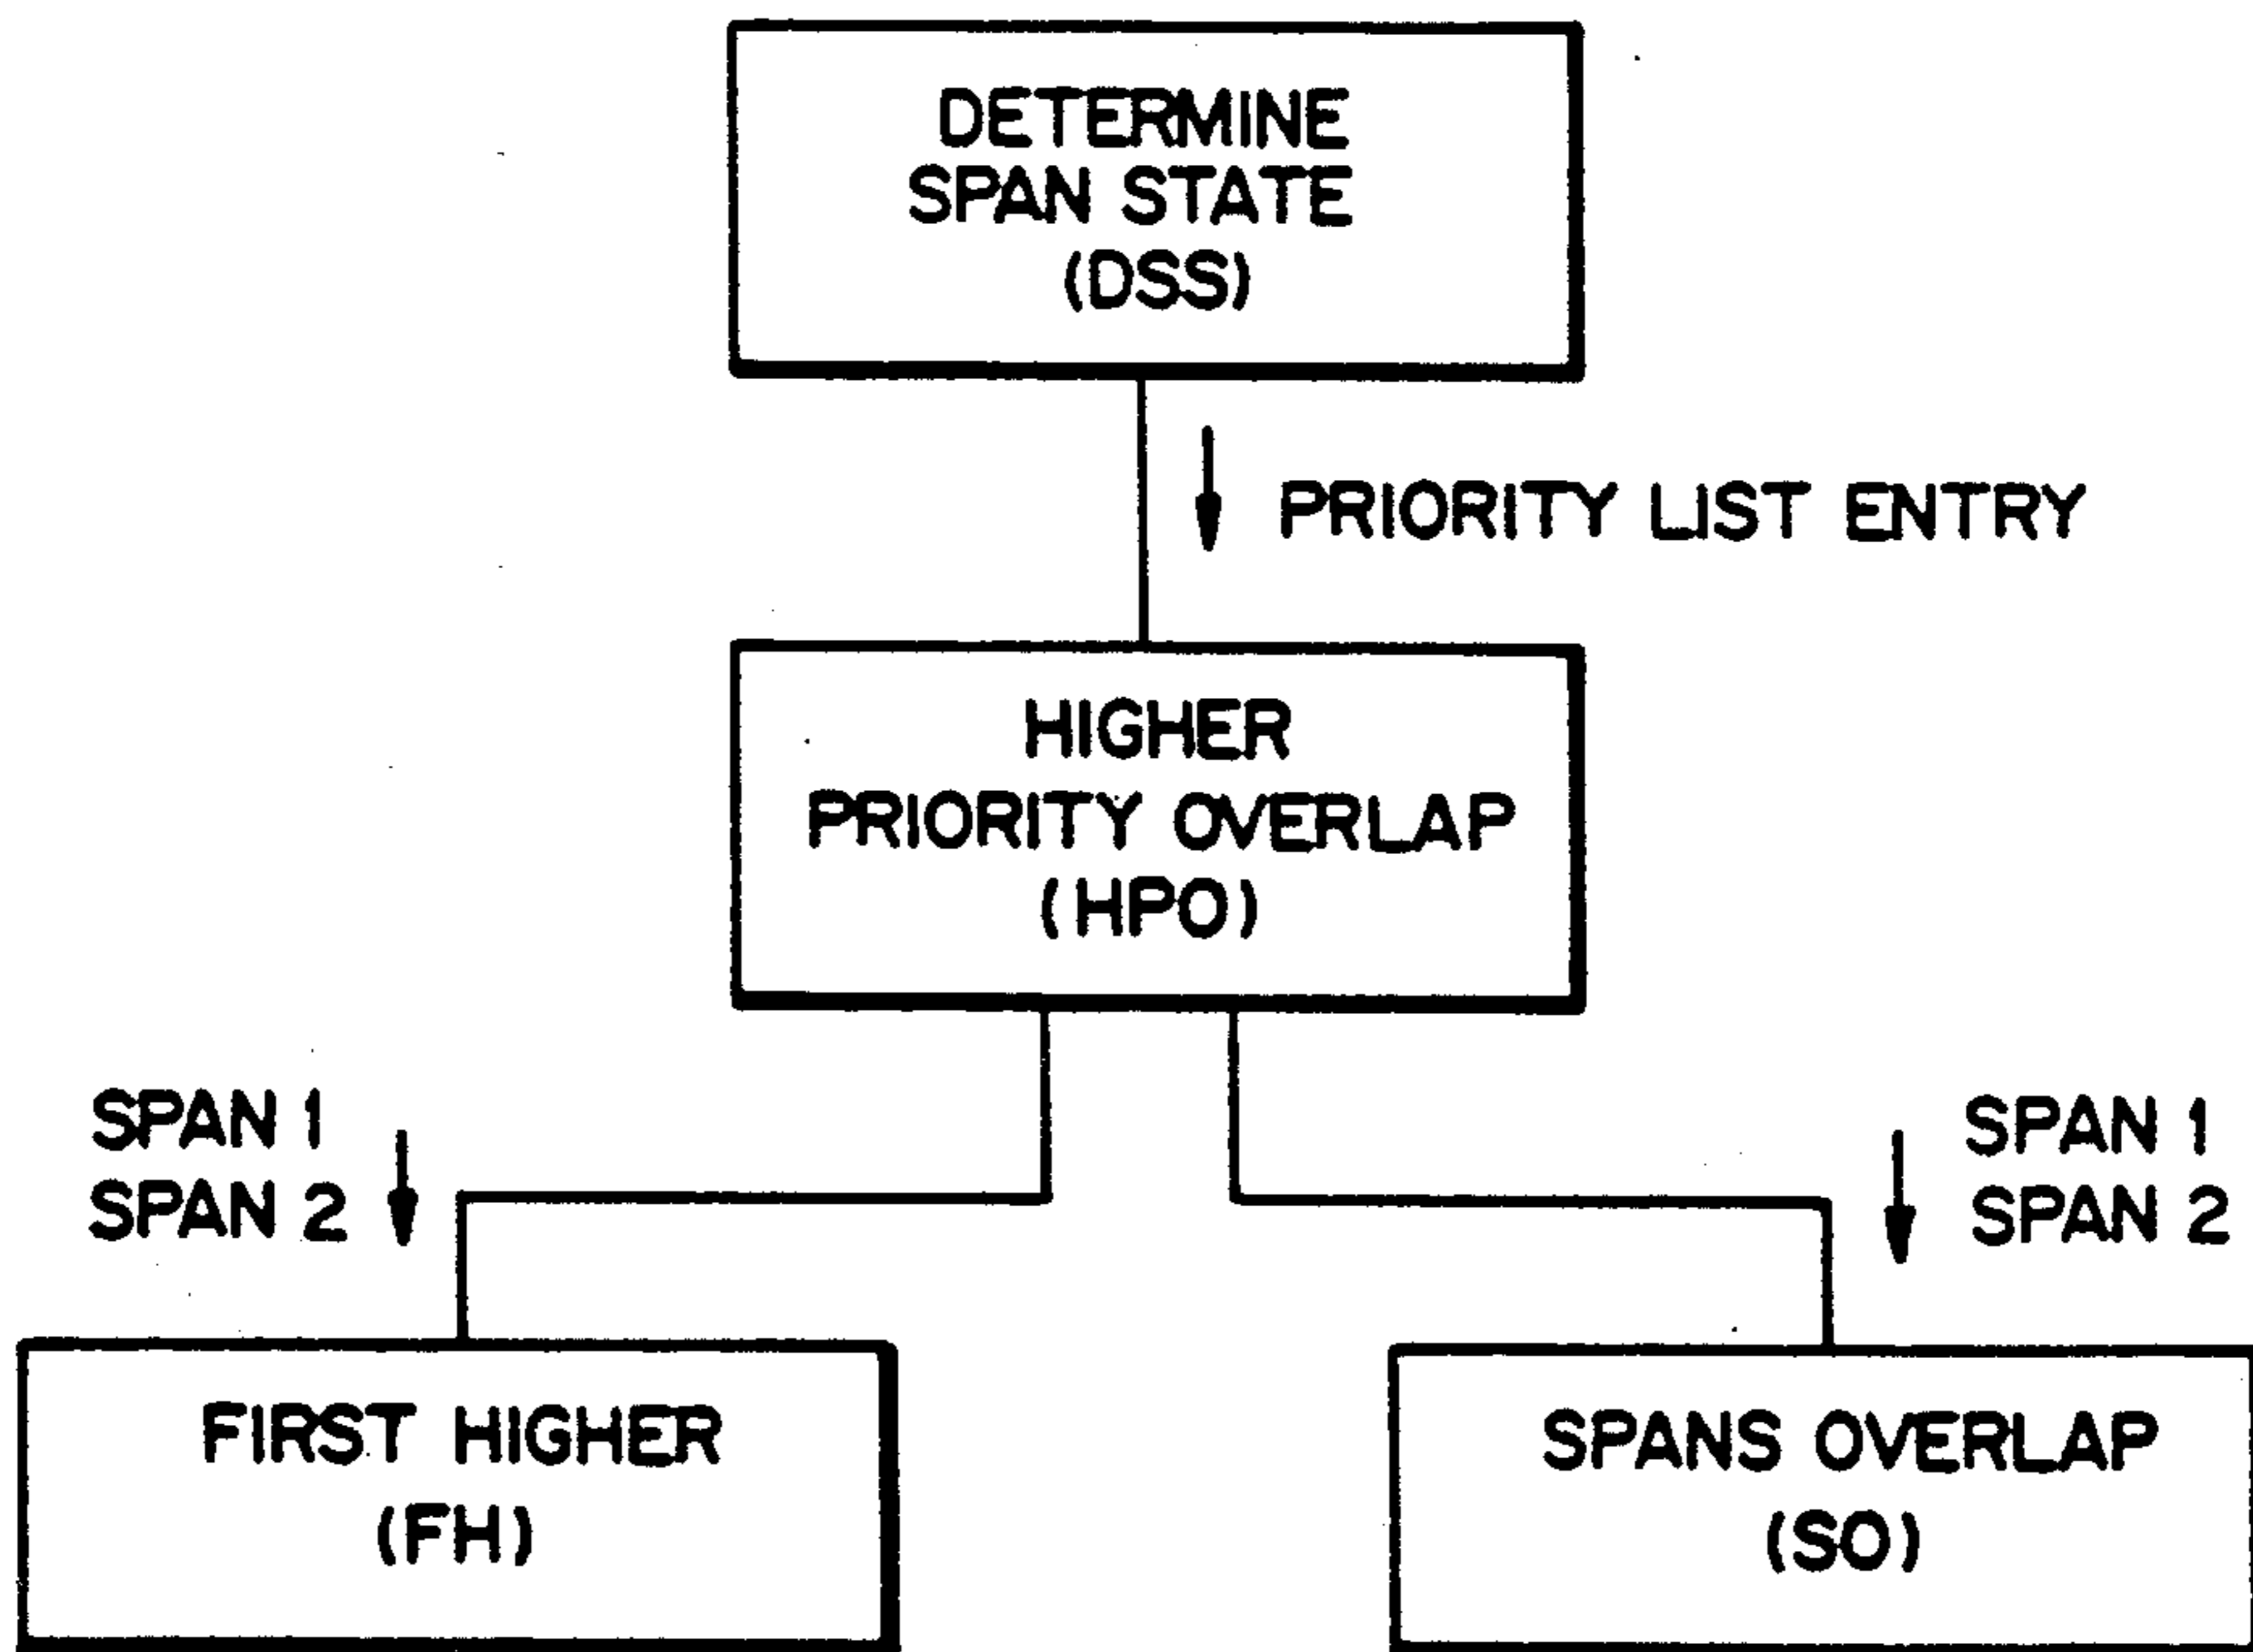 DETERMINE
SPAN STATE
(DSS)
PRIORITY LIST ENTRY
HIGHER
PRIORITY OVERLAP
(HPO)
SPAN 1
SPAN 2
SPAN 1
SPAN 2
FIRST HIGHER
(FH)
SPANS OVERLAP
(SO)